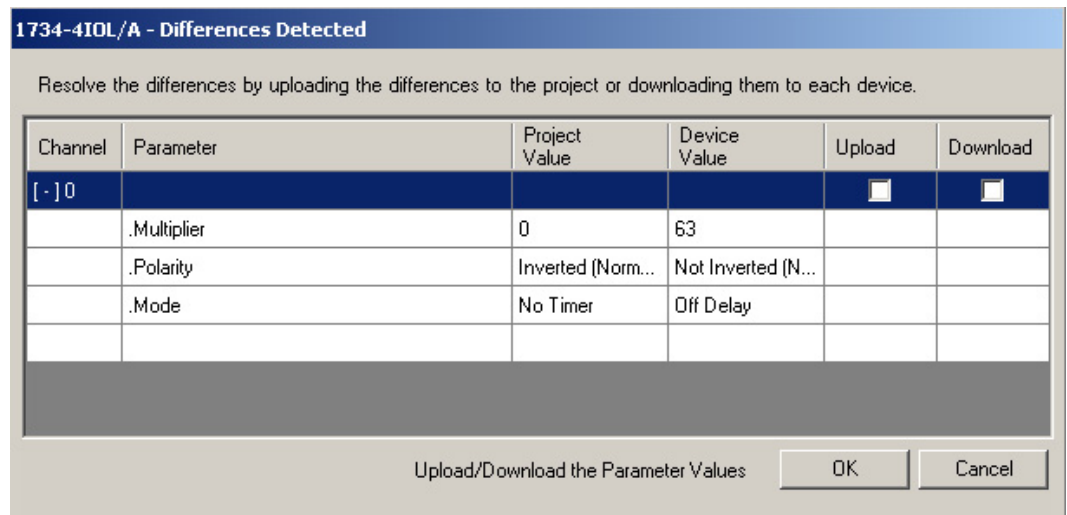 1734-4IOL/A - Differences Detected
Resolve the differences by uploading the differences to the project or downloading them to each device.
Channel Parameter Project Value Device Value Upload Download
[-] 0
.Multiplier 0 63
.Polarity Inverted (Norm... Not Inverted (N...
.Mode No Timer Off Delay
Upload/Download the Parameter Values OK Cancel